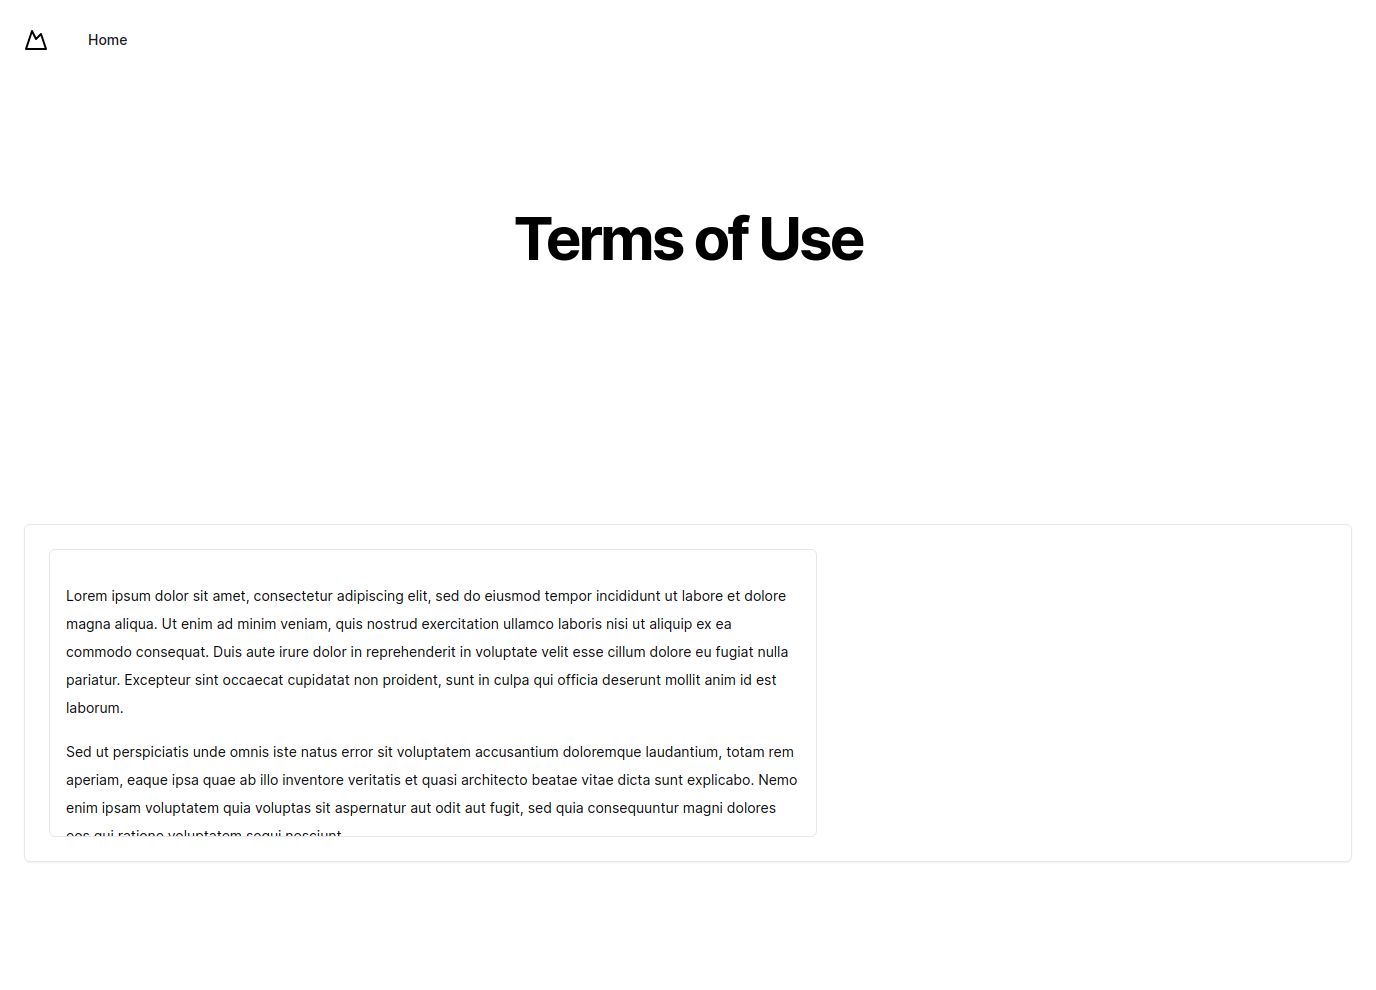 Home
Terms of Use
Lorem ipsum dolor sit amet, consectetur adipiscing elit, sed do eiusmod tempor incididunt ut labore et dolore
magna aliqua. Ut enim ad minim veniam, quis nostrud exercitation ullamco laboris nisi ut aliquip ex ea
commodo consequat. Duis aute irure dolor in reprehenderit in voluptate velit esse cillum dolore eu fugiat nulla
pariatur. Excepteur sint occaecat cupidatat non proident, sunt in culpa qui officia deserunt mollit anim id est
laborum.
Sed ut perspiciatis unde omnis iste natus error sit voluptatem accusantium doloremque laudantium, totam rem
aperiam, eaque ipsa quae ab illo inventore veritatis et quasi architecto beatae vitae dicta sunt explicabo. Nemo
enim ipsam voluptatem quia voluptas sit aspernatur aut odit aut fugit, sed quia consequuntur magni dolores
eos qui ratione voluptatem sequi nesciunt.